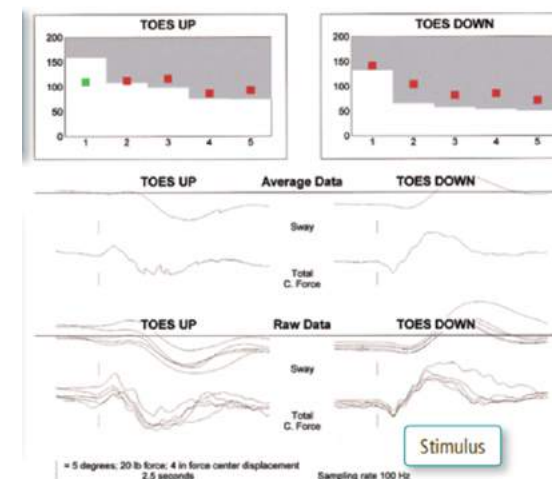 TOES UP TOES DOWN
200 200
150 150
100 100
50 50
0 0
1 2 3 4 5 1 2 3 4 5
TOES UP Average Data TOES DOWN
Sway
Total
C. Force
TOES UP Raw Data TOES DOWN
Sway
Total
C. Force
Stimulus
= 5 degrees; 20 lb force; 4 in force center displacement
2.5 seconds Sampling rate 100 Hz